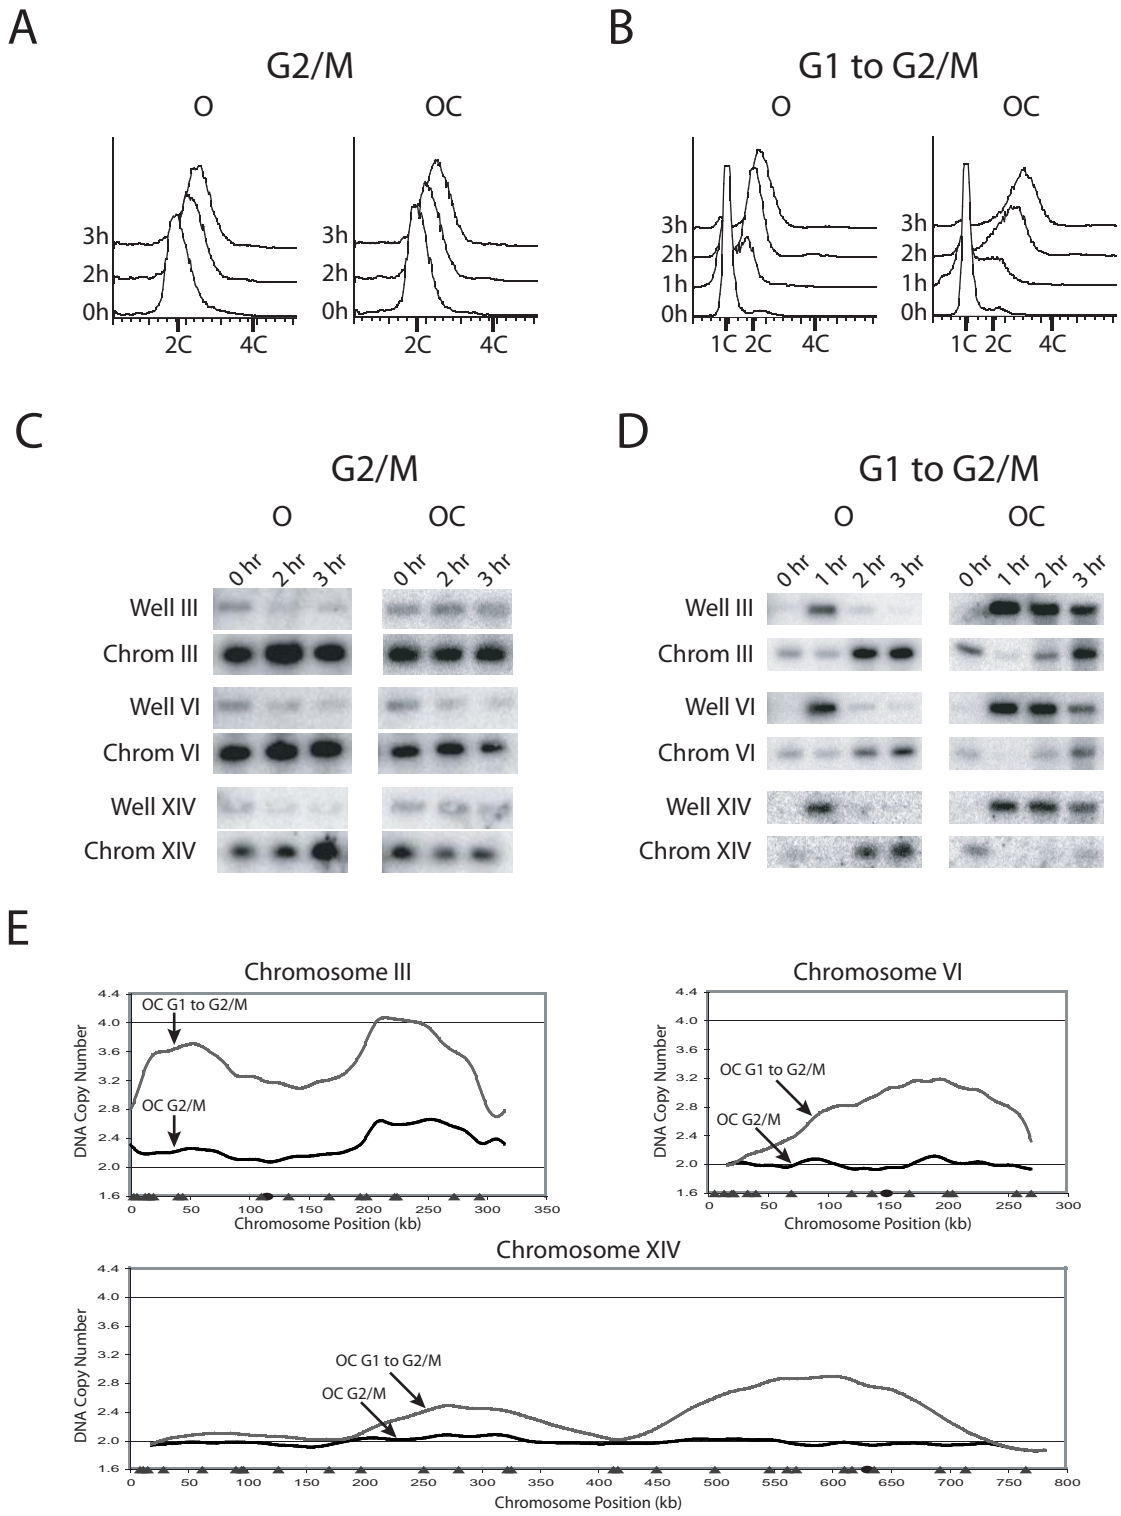 A
G2/M
O
OC
3h
2h
0h
2C
4C
3h
2h
0h
2C
4C
B
G1 to G2/M
O
OC
3h
2h
1h
0h
1C 2C
4C
3h
2h
1h
0h
1C 2C
4C
C
G2/M
O
OC
0 hr
2 hr
3 hr
0 hr
2 hr
3 hr
Well III
Chrom III
Well VI
Chrom VI
Well XIV
Chrom XIV
D
G1 to G2/M
O
OC
0 hr
1 hr
2 hr
3 hr
0 hr
1 hr
2 hr
3 hr
Well III
Chrom III
Well VI
Chrom VI
Well XIV
Chrom XIV
E
Chromosome III
DNA Copy Number
4.4
4.0
3.6
3.2
2.8
2.4
2.0
1.6
OC G1 to G2/M
OC G2/M
0 50 100 150 200 250 300 350
Chromosome Position (kb)
Chromosome VI
DNA Copy Number
4.4
4.0
3.6
3.2
2.8
2.4
2.0
1.6
OC G1 to G2/M
OC G2/M
0 50 100 150 200 250 300
Chromosome Position (kb)
Chromosome XIV
DNA Copy Number
4.4
4.0
3.6
3.2
2.8
2.4
2.0
1.6
OC G1 to G2/M
OC G2/M
0 50 100 150 200 250 300 350 400 450 500 550 600 650 700 750 800
Chromosome Position (kb)